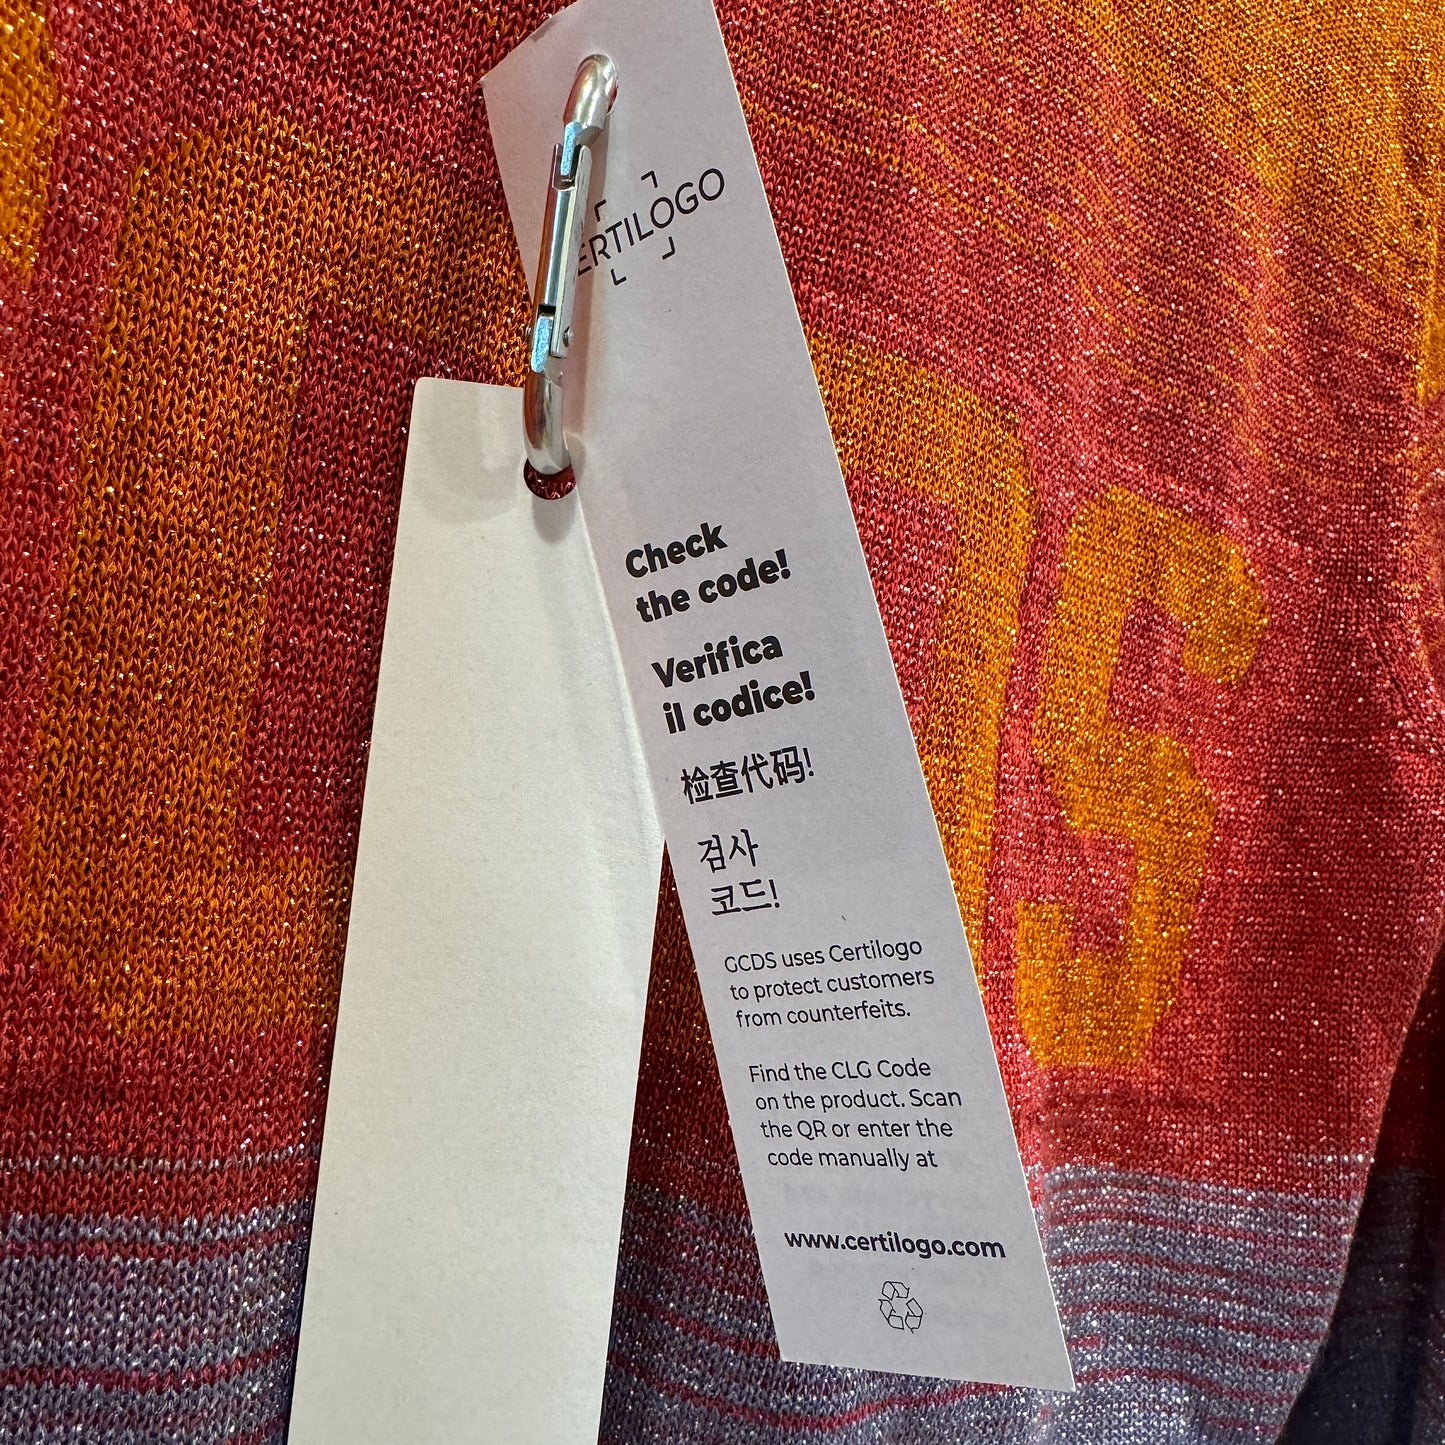 CERTILOGO
Check
the code!
Verifica
il codice!
检查代码!
검사
코드!
GCDS uses Certilogo
to protect customers
from counterfeits.
Find the CLG Code
on the product. Scan
the QR or enter the
code manually at
www.certilogo.com